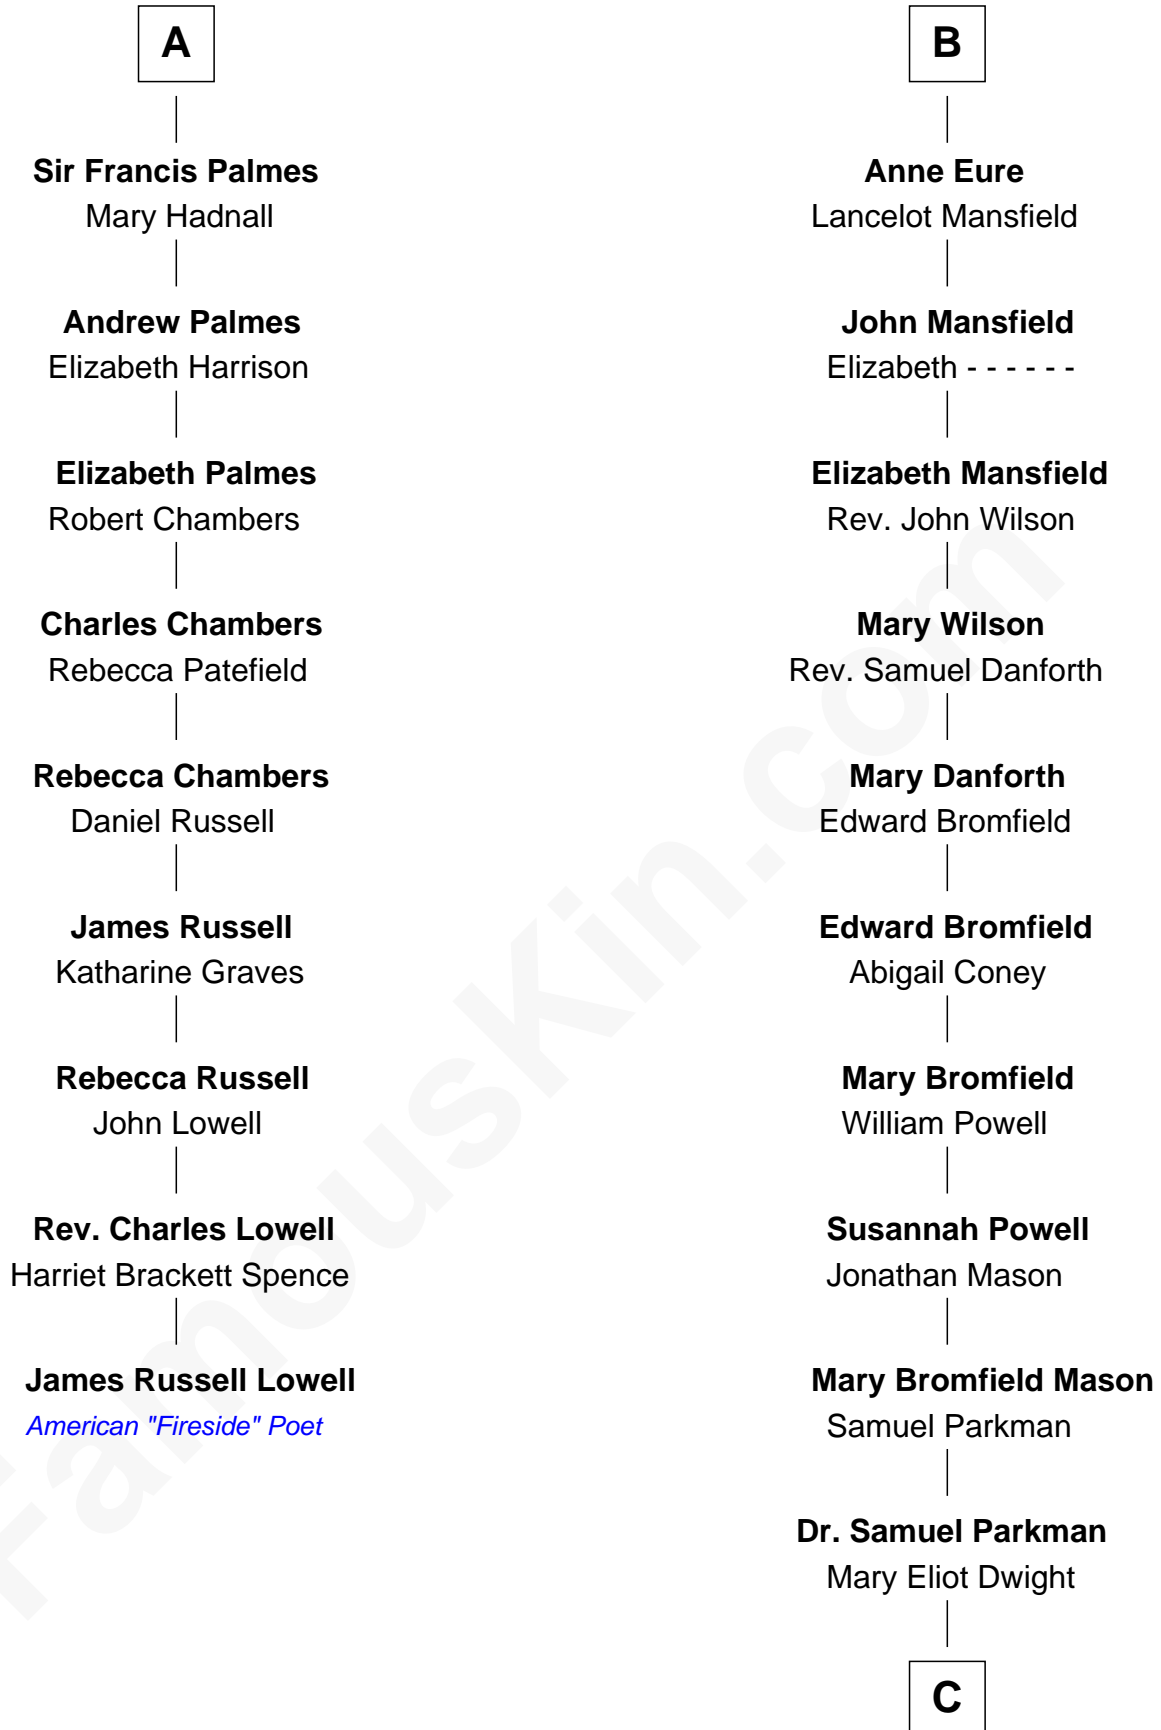 A
Sir Francis Palmes
Mary Hadnall
Andrew Palmes
Elizabeth Harrison
Elizabeth Palmes
Robert Chambers
Charles Chambers
Rebecca Patefield
Rebecca Chambers
Daniel Russell
James Russell
Katharine Graves
Rebecca Russell
John Lowell
Rev. Charles Lowell
Harriet Brackett Spence
James Russell Lowell
American "Fireside" Poet
B
Anne Eure
Lancelot Mansfield
John Mansfield
Elizabeth - - - - - -
Elizabeth Mansfield
Rev. John Wilson
Mary Wilson
Rev. Samuel Danforth
Mary Danforth
Edward Bromfield
Edward Bromfield
Abigail Coney
Mary Bromfield
William Powell
Susannah Powell
Jonathan Mason
Mary Bromfield Mason
Samuel Parkman
Dr. Samuel Parkman
Mary Eliot Dwight
C
FamousKin.com